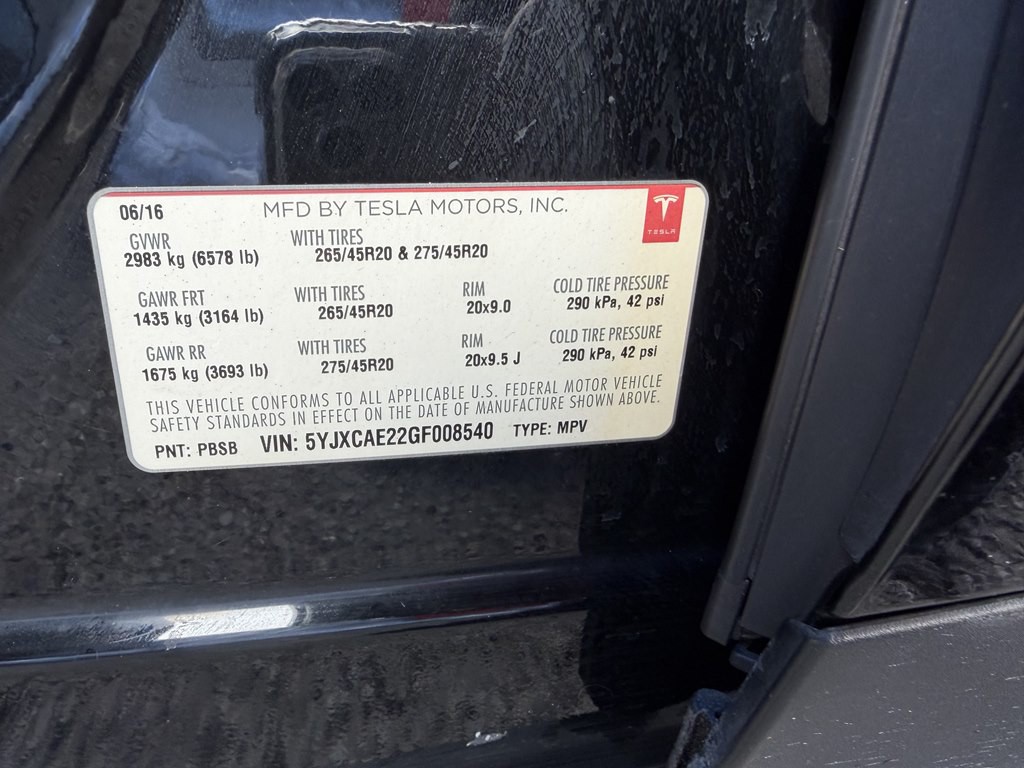 06/16 MFD BY TESLA MOTORS, INC.
TESLA
GVWR WITH TIRES
2983 kg (6578 lb) 265/45R20 & 275/45R20
GAWR FRT WITH TIRES RIM COLD TIRE PRESSURE
1435 kg (3164 lb) 265/45R20 20x9.0 290 kPa, 42 psi
GAWR RR WITH TIRES RIM COLD TIRE PRESSURE
1675 kg (3693 lb) 275/45R20 20x9.5 J 290 kPa, 42 psi
THIS VEHICLE CONFORMS TO ALL APPLICABLE U.S. FEDERAL MOTOR VEHICLE
SAFETY STANDARDS IN EFFECT ON THE DATE OF MANUFACTURE SHOWN ABOVE.
PNT: PBSB VIN: 5YJXCAE22GF008540 TYPE: MPV